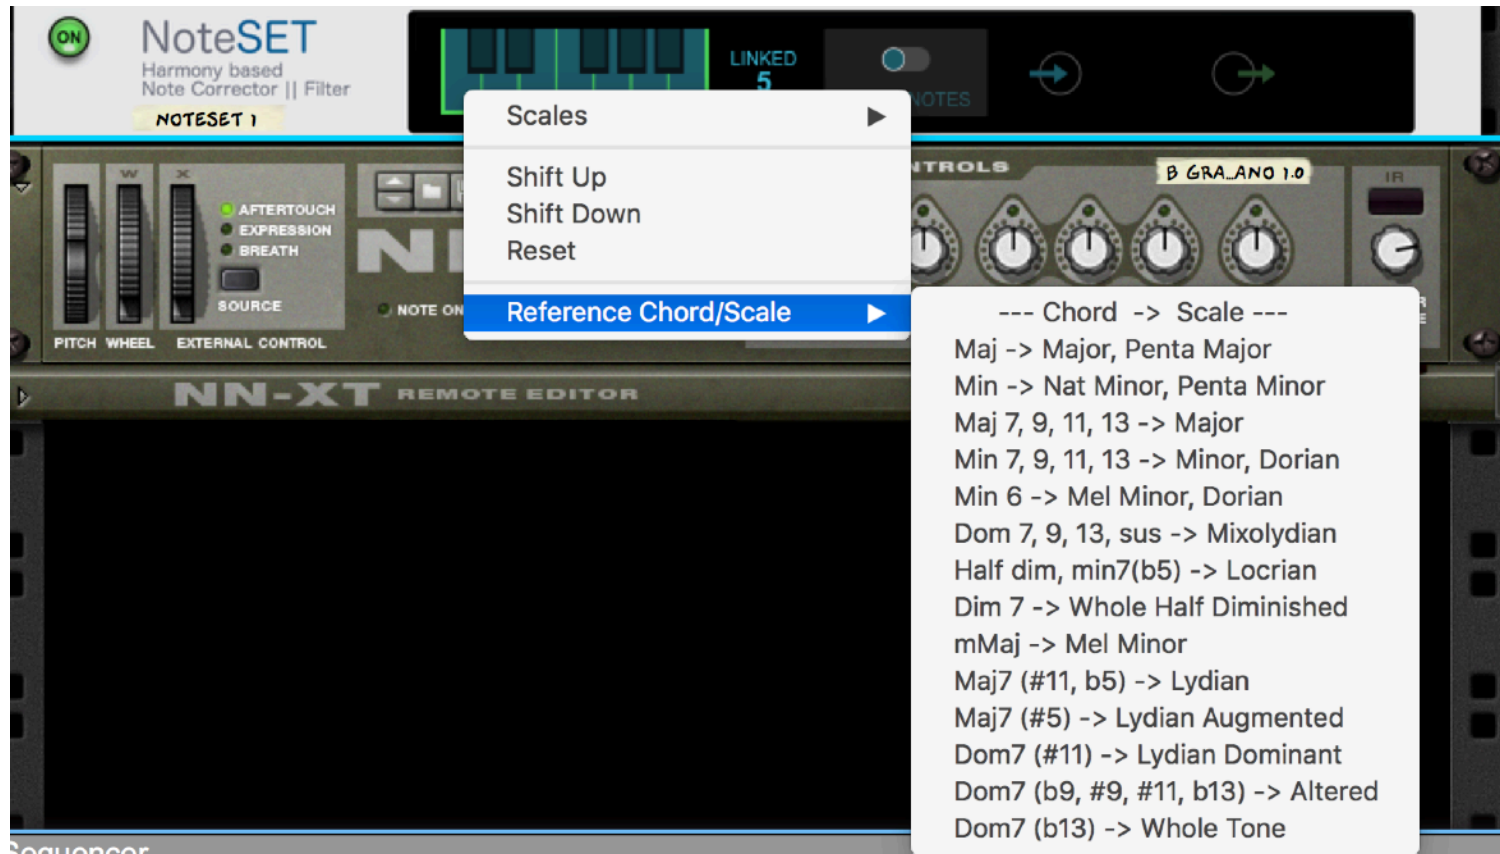 ON
NoteSET
Harmony based
Note Corrector || Filter
NOTESET 1
LINKED
5
NOTES
Scales
Shift Up
Shift Down
Reset
Reference Chord/Scale
--- Chord -> Scale ---
Maj -> Major, Penta Major
Min -> Nat Minor, Penta Minor
Maj 7, 9, 11, 13 -> Major
Min 7, 9, 11, 13 -> Minor, Dorian
Min 6 -> Mel Minor, Dorian
Dom 7, 9, 13, sus -> Mixolydian
Half dim, min7(b5) -> Locrian
Dim 7 -> Whole Half Diminished
mMaj -> Mel Minor
Maj7 (#11, b5) -> Lydian
Maj7 (#5) -> Lydian Augmented
Dom7 (#11) -> Lydian Dominant
Dom7 (b9, #9, #11, b13) -> Altered
Dom7 (b13) -> Whole Tone
W X
AFTERTOUCH
EXPRESSION
BREATH
SOURCE
PITCH WHEEL EXTERNAL CONTROL
NOTE ON
B GRA_ANO 1.0
NN-XT REMOTE EDITOR
Sequencer